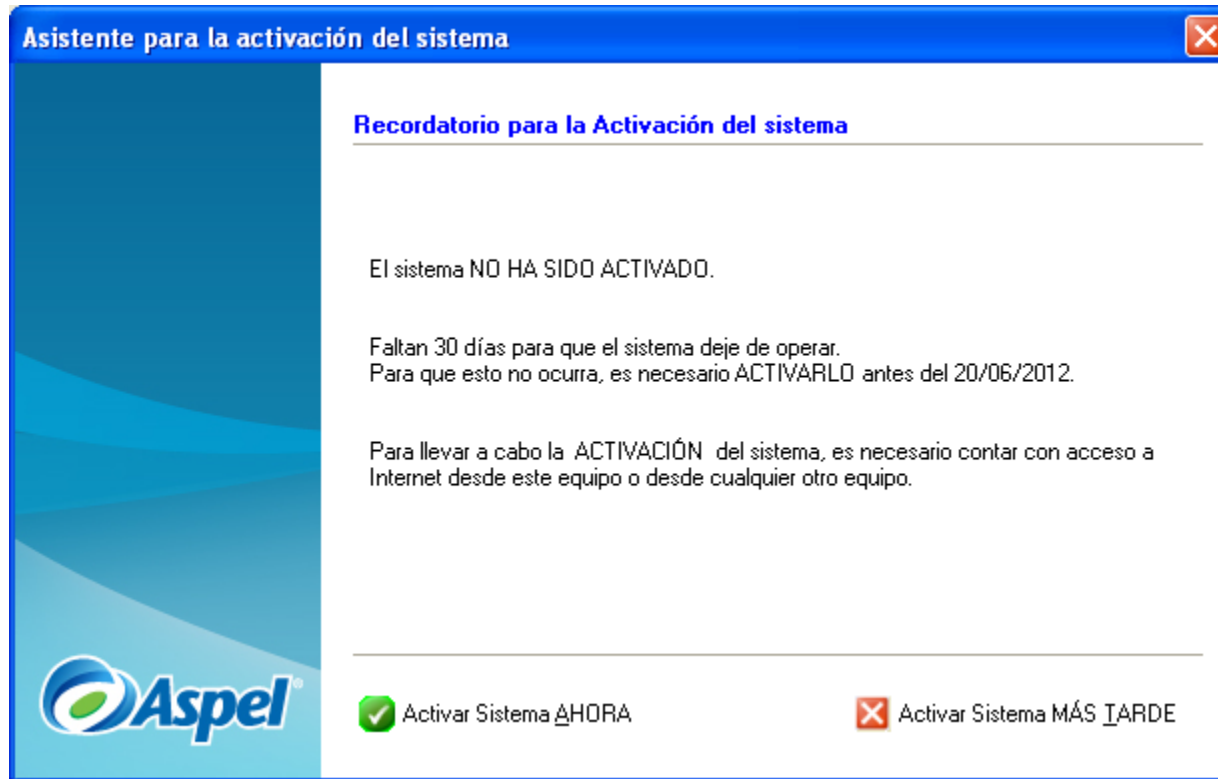 Asistente para la activación del sistema
Recordatorio para la Activación del sistema
El sistema NO HA SIDO ACTIVADO.
Faltan 30 días para que el sistema deje de operar.
Para que esto no ocurra, es necesario ACTIVARLO antes del 20/06/2012.
Para llevar a cabo la ACTIVACIÓN del sistema, es necesario contar con acceso a
Internet desde este equipo o desde cualquier otro equipo.
Aspel®
Activar Sistema AHORA
Activar Sistema MÁS TARDE